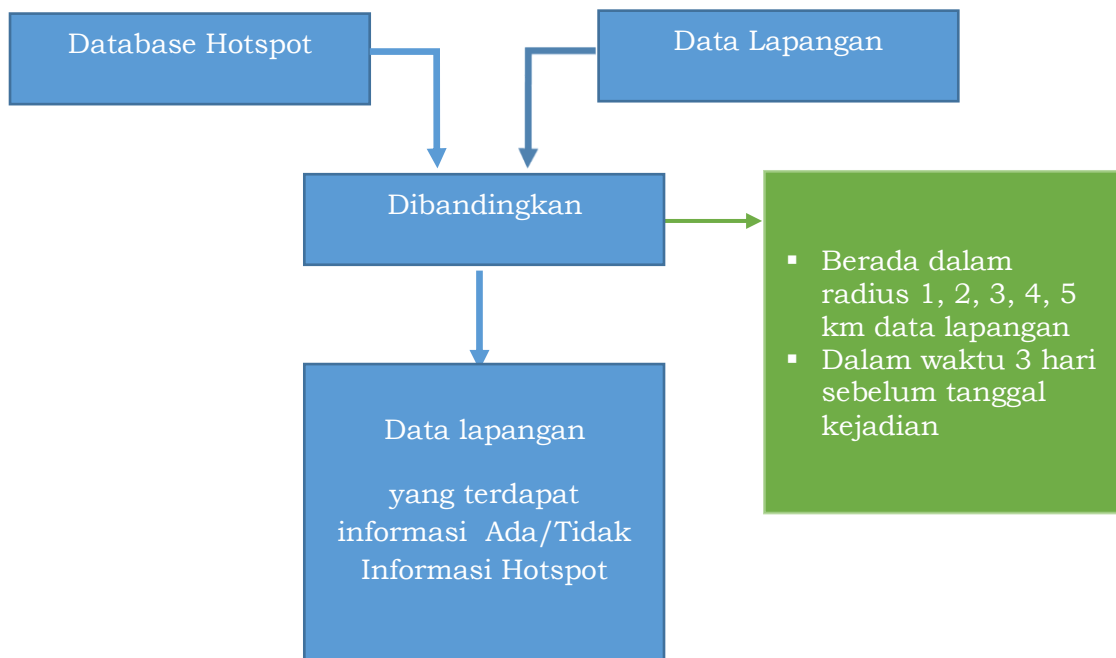 Database Hotspot
Data Lapangan
Dibandingkan
▪ Berada dalam
radius 1, 2, 3, 4, 5
km data lapangan
▪ Dalam waktu 3 hari
sebelum tanggal
kejadian
Data lapangan
yang terdapat
informasi Ada/Tidak
Informasi Hotspot